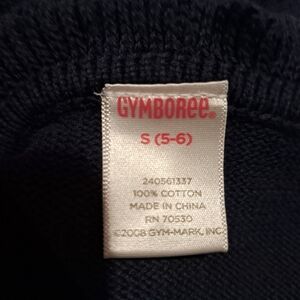 GYMBOREE®
S (5-6)
240561337
100% COTTON
MADE IN CHINA
RN 70530
©2008 GYM-MARK, INC.